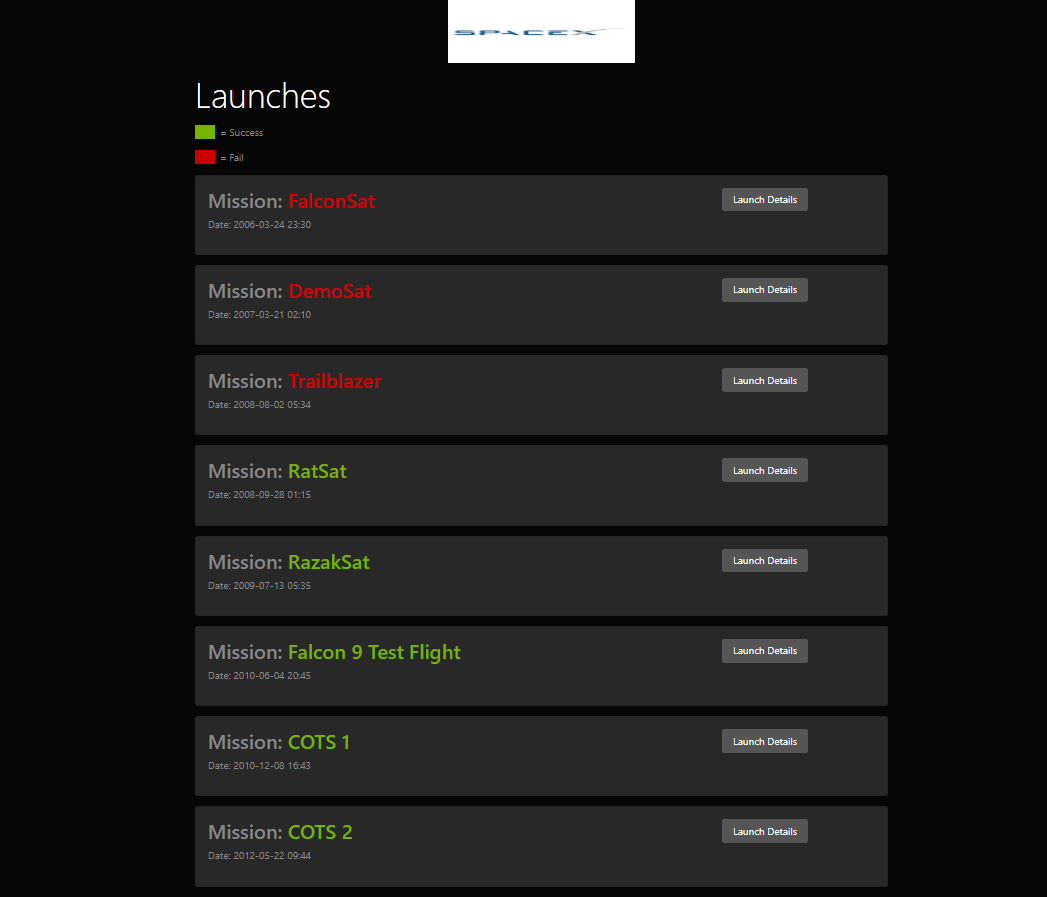 SPACEX
Launches
= Success
= Fail
Mission: FalconSat
Launch Details
Date: 2006-03-24 23:30
Mission: DemoSat
Launch Details
Date: 2007-03-21 02:10
Mission: Trailblazer
Launch Details
Date: 2008-08-02 05:34
Mission: RatSat
Launch Details
Date: 2008-09-28 01:15
Mission: RazakSat
Launch Details
Date: 2009-07-13 05:35
Mission: Falcon 9 Test Flight
Launch Details
Date: 2010-06-04 20:45
Mission: COTS 1
Launch Details
Date: 2010-12-08 16:43
Mission: COTS 2
Launch Details
Date: 2012-05-22 09:44